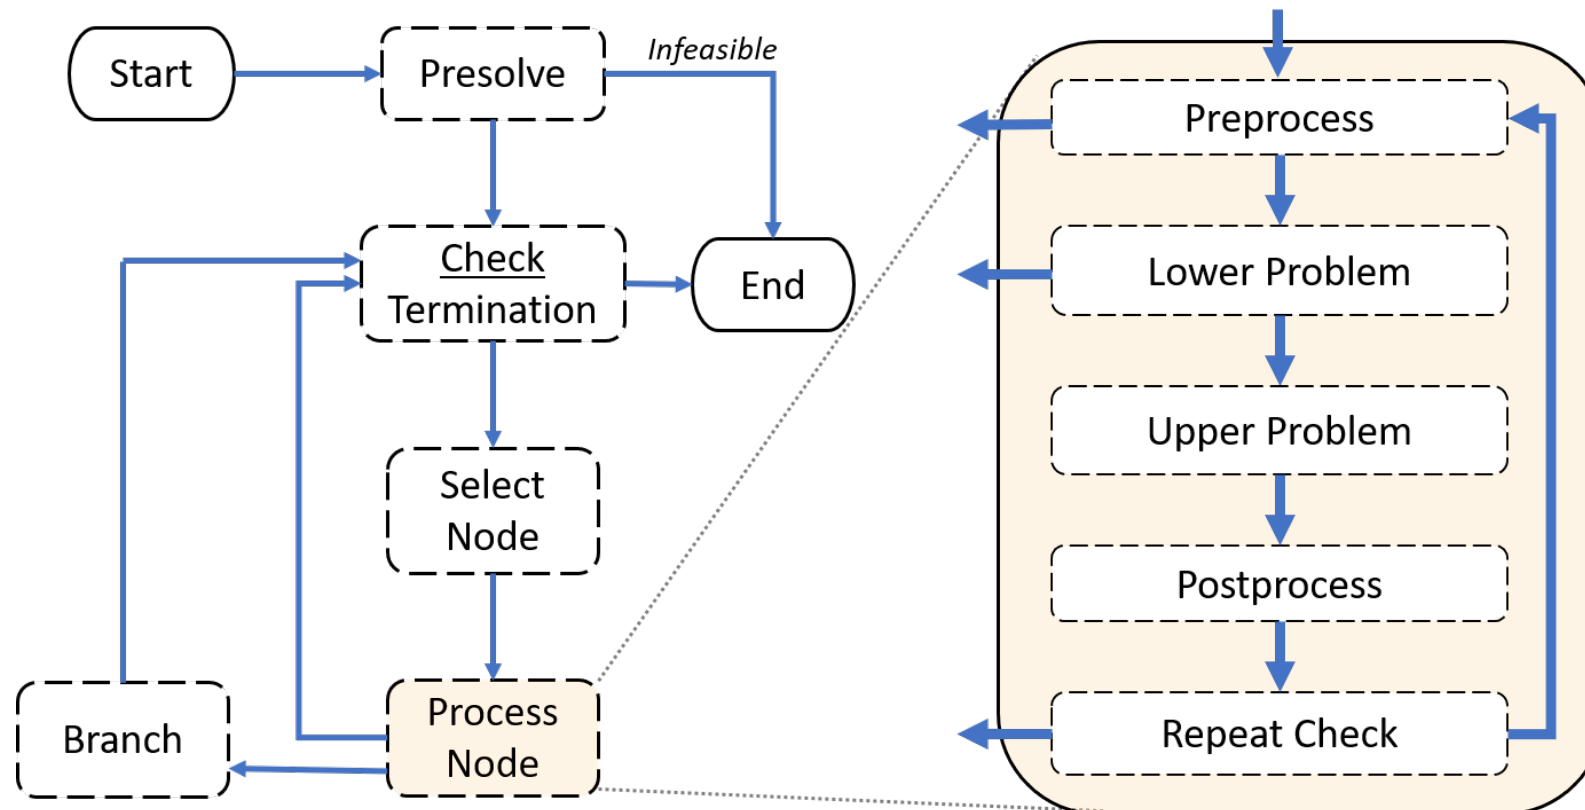 Start
Presolve
Infeasible
Check
Termination
End
Select
Node
Process
Node
Branch
Preprocess
Lower Problem
Upper Problem
Postprocess
Repeat Check